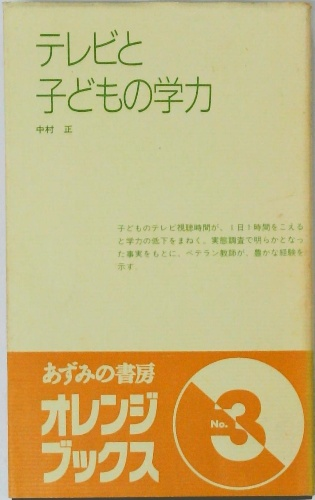 テレビと
子どもの学力
中村 正
子どものテレビ視聴時間が、1日1時間をこえる
と学力の低下をまねく。実態調査で明らかとなっ
た事実をもとに、ベテラン教師が、豊かな経験を
示す
あずみの書房
オレンジ
ブックス
No.3